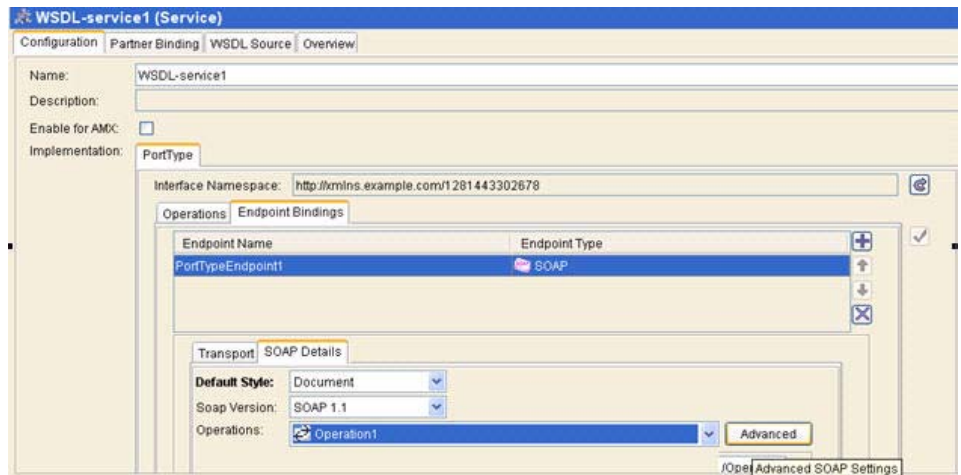 WSDL-service1 (Service)
Configuration Partner Binding WSDL Source Overview
Name: WSDL-service1
Description:
Enable for AMX:
Implementation: PortType
Interface Namespace: http://xmlns.example.com/1281443302678
Operations Endpoint Bindings
Endpoint Name Endpoint Type
PortTypeEndpoint1 SOAP
Transport SOAP Details
Default Style: Document
Soap Version: SOAP 1.1
Operations: Operation1 Advanced
/Ope Advanced SOAP Settings